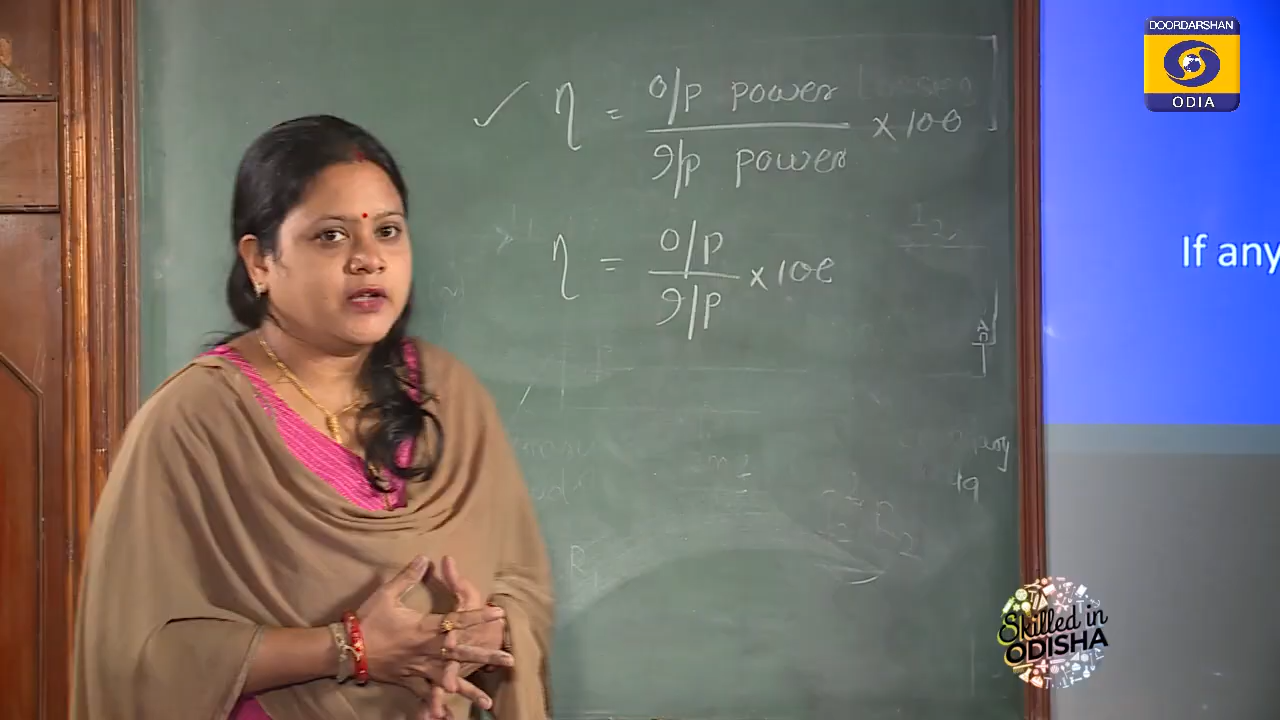 DOORDARSHAN
ODIA
✓ η = o/p power / I/p power × 100
η = o/p / I/p × 100
If any
Skilled in
ODISHA